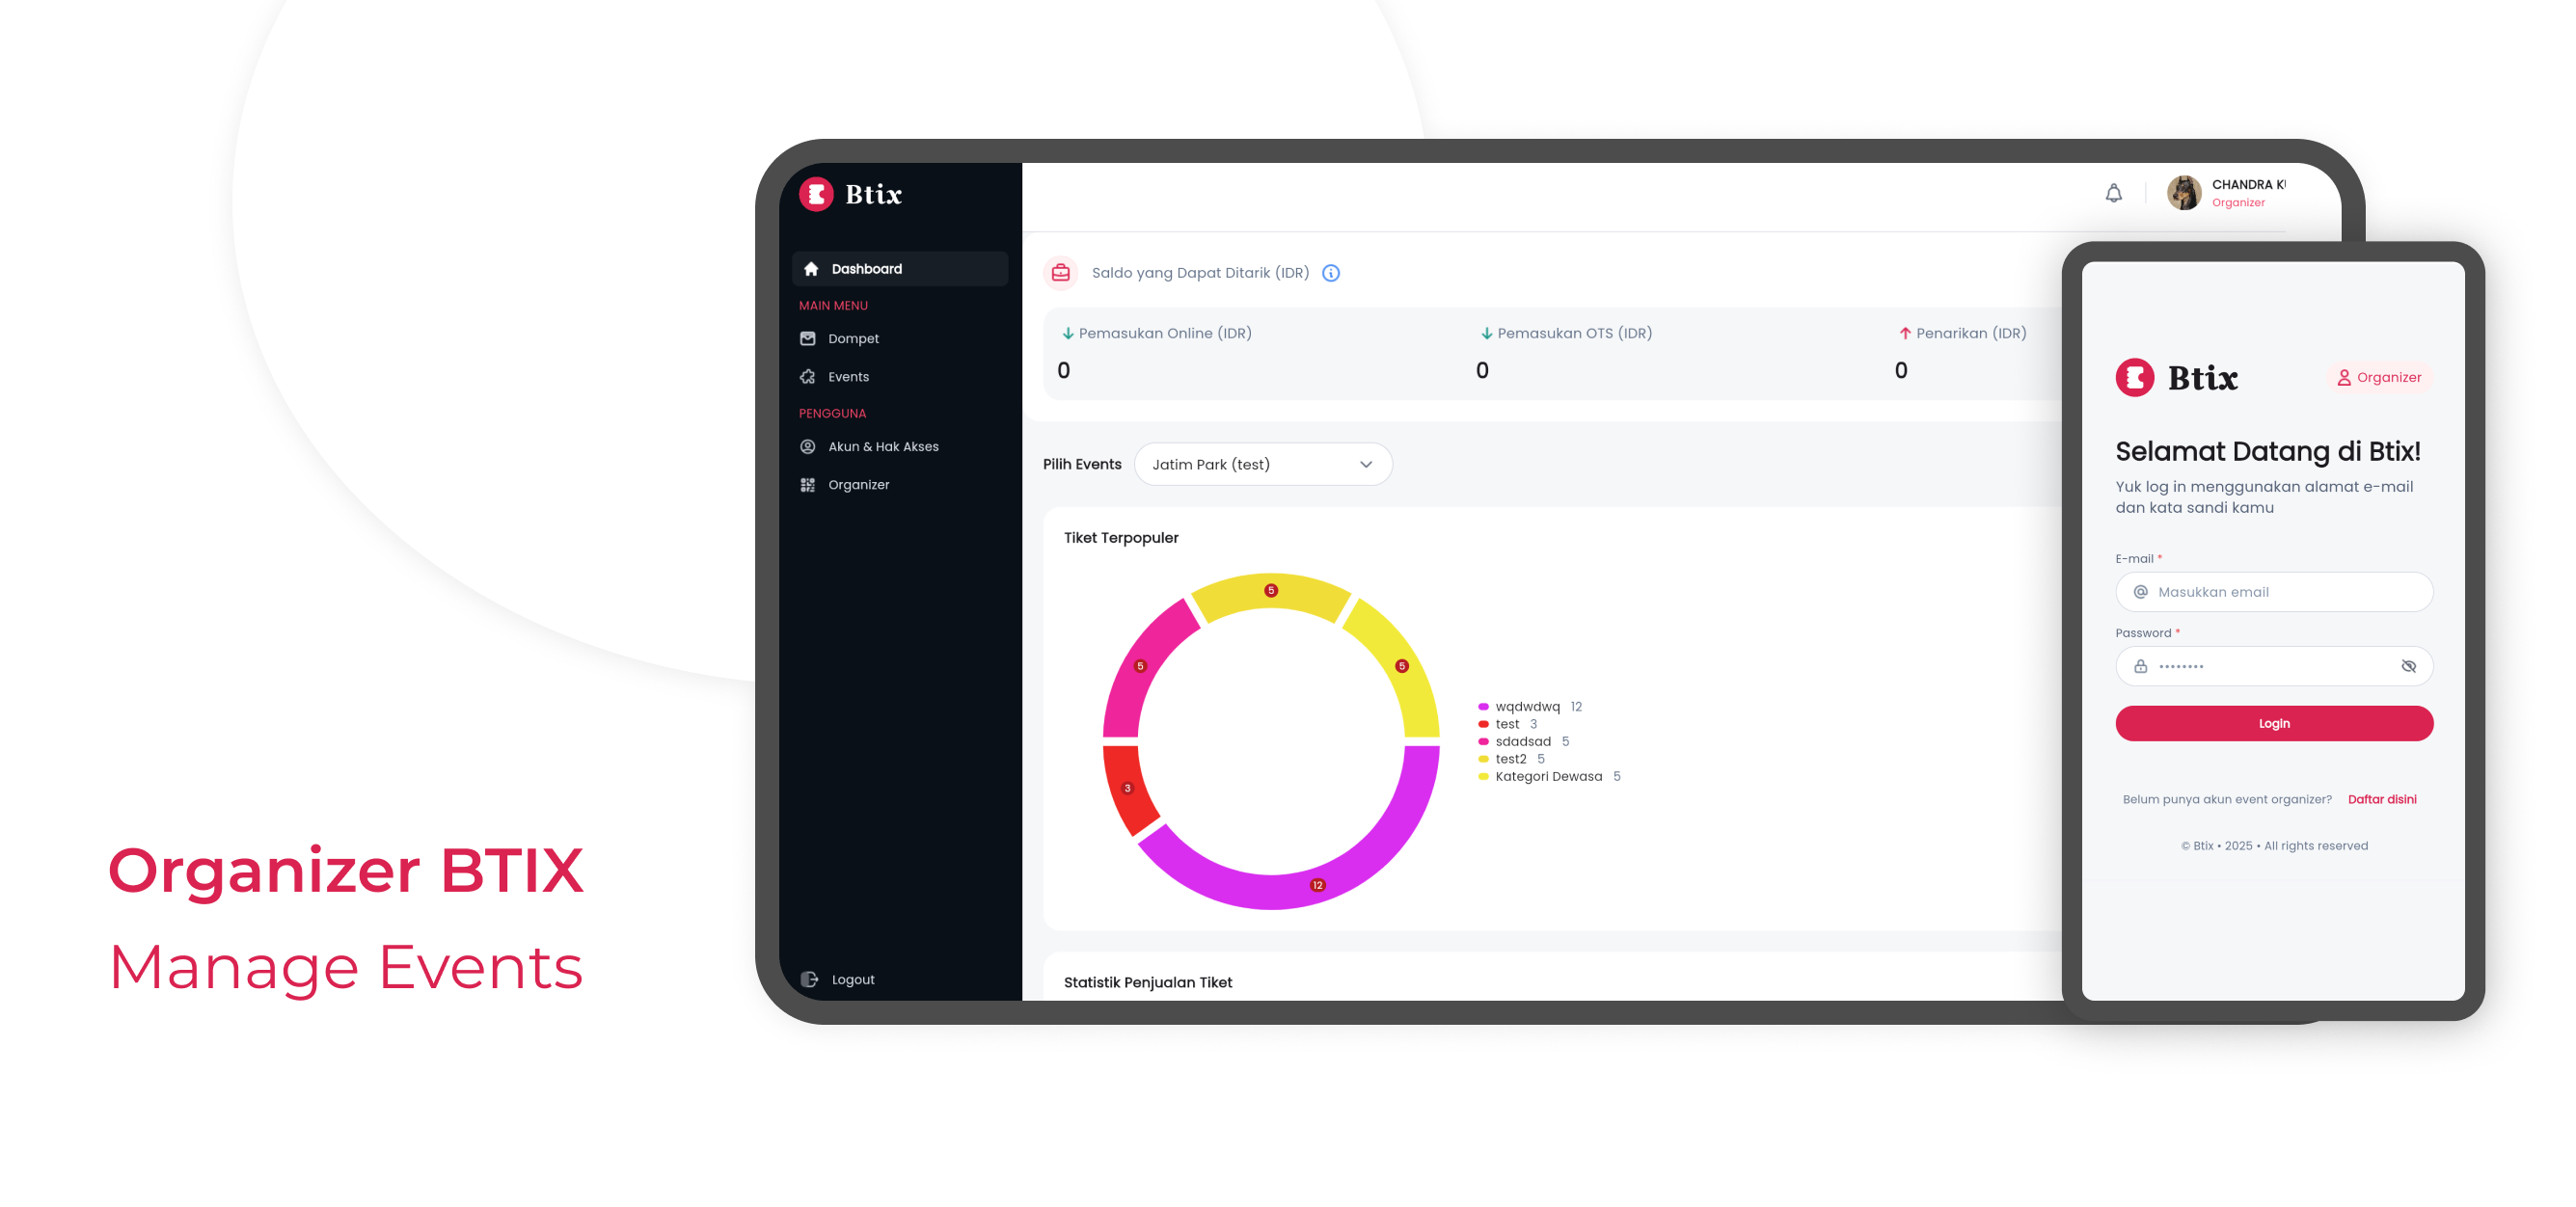 Organizer BTIX
Manage Events
Btix
Dashboard
MAIN MENU
Dompet
Events
PENGGUNA
Akun & Hak Akses
Organizer
Logout
CHANDRA K
Organizer
Saldo yang Dapat Ditarik (IDR)
Pemasukan Online (IDR)
0
Pemasukan OTS (IDR)
0
Penarikan (IDR)
0
Pilih Events
Jatim Park (test)
Tiket Terpopuler
5
5
5
3
12
wqdwdwq 12
test 3
sdadsad 5
test2 5
Kategori Dewasa 5
Statistik Penjualan Tiket
Btix
Organizer
Selamat Datang di Btix!
Yuk log in menggunakan alamat e-mail
dan kata sandi kamu
E-mail *
Masukkan email
Password *
••••••••
Login
Belum punya akun event organizer? Daftar disini
© Btix • 2025 • All rights reserved